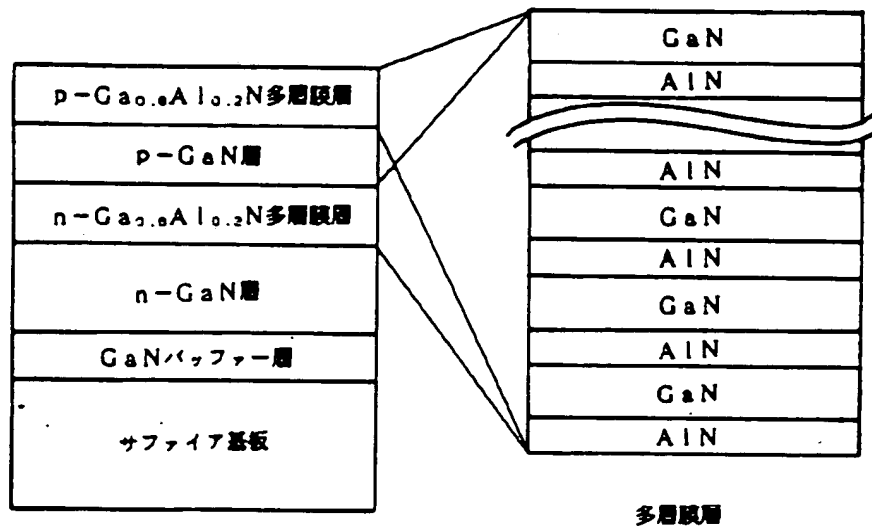 p−Ga₀.₈Al₀.₂N多層膜層
p−GaN層
n−Ga₀.₈Al₀.₂N多層膜層
n−GaN層
GaNバッファー層
サファイア基板
GaN
AlN
AlN
GaN
AlN
GaN
AlN
GaN
AlN
多層膜層